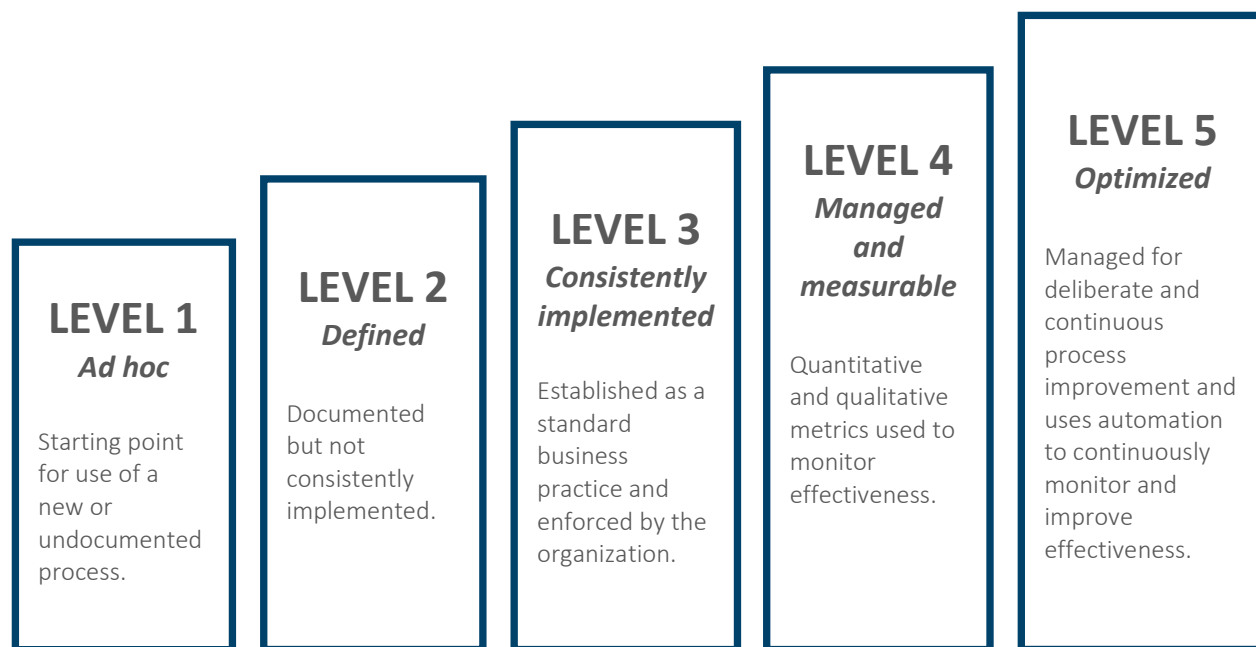 LEVEL 1
Ad hoc
Starting point
for use of a
new or
undocumented
process.
LEVEL 2
Defined
Documented
but not
consistently
implemented.
LEVEL 3
Consistently
implemented
Established as a
standard
business
practice and
enforced by the
organization.
LEVEL 4
Managed
and
measurable
Quantitative
and qualitative
metrics used to
monitor
effectiveness.
LEVEL 5
Optimized
Managed for
deliberate and
continuous
process
improvement and
uses automation
to continuously
monitor and
improve
effectiveness.